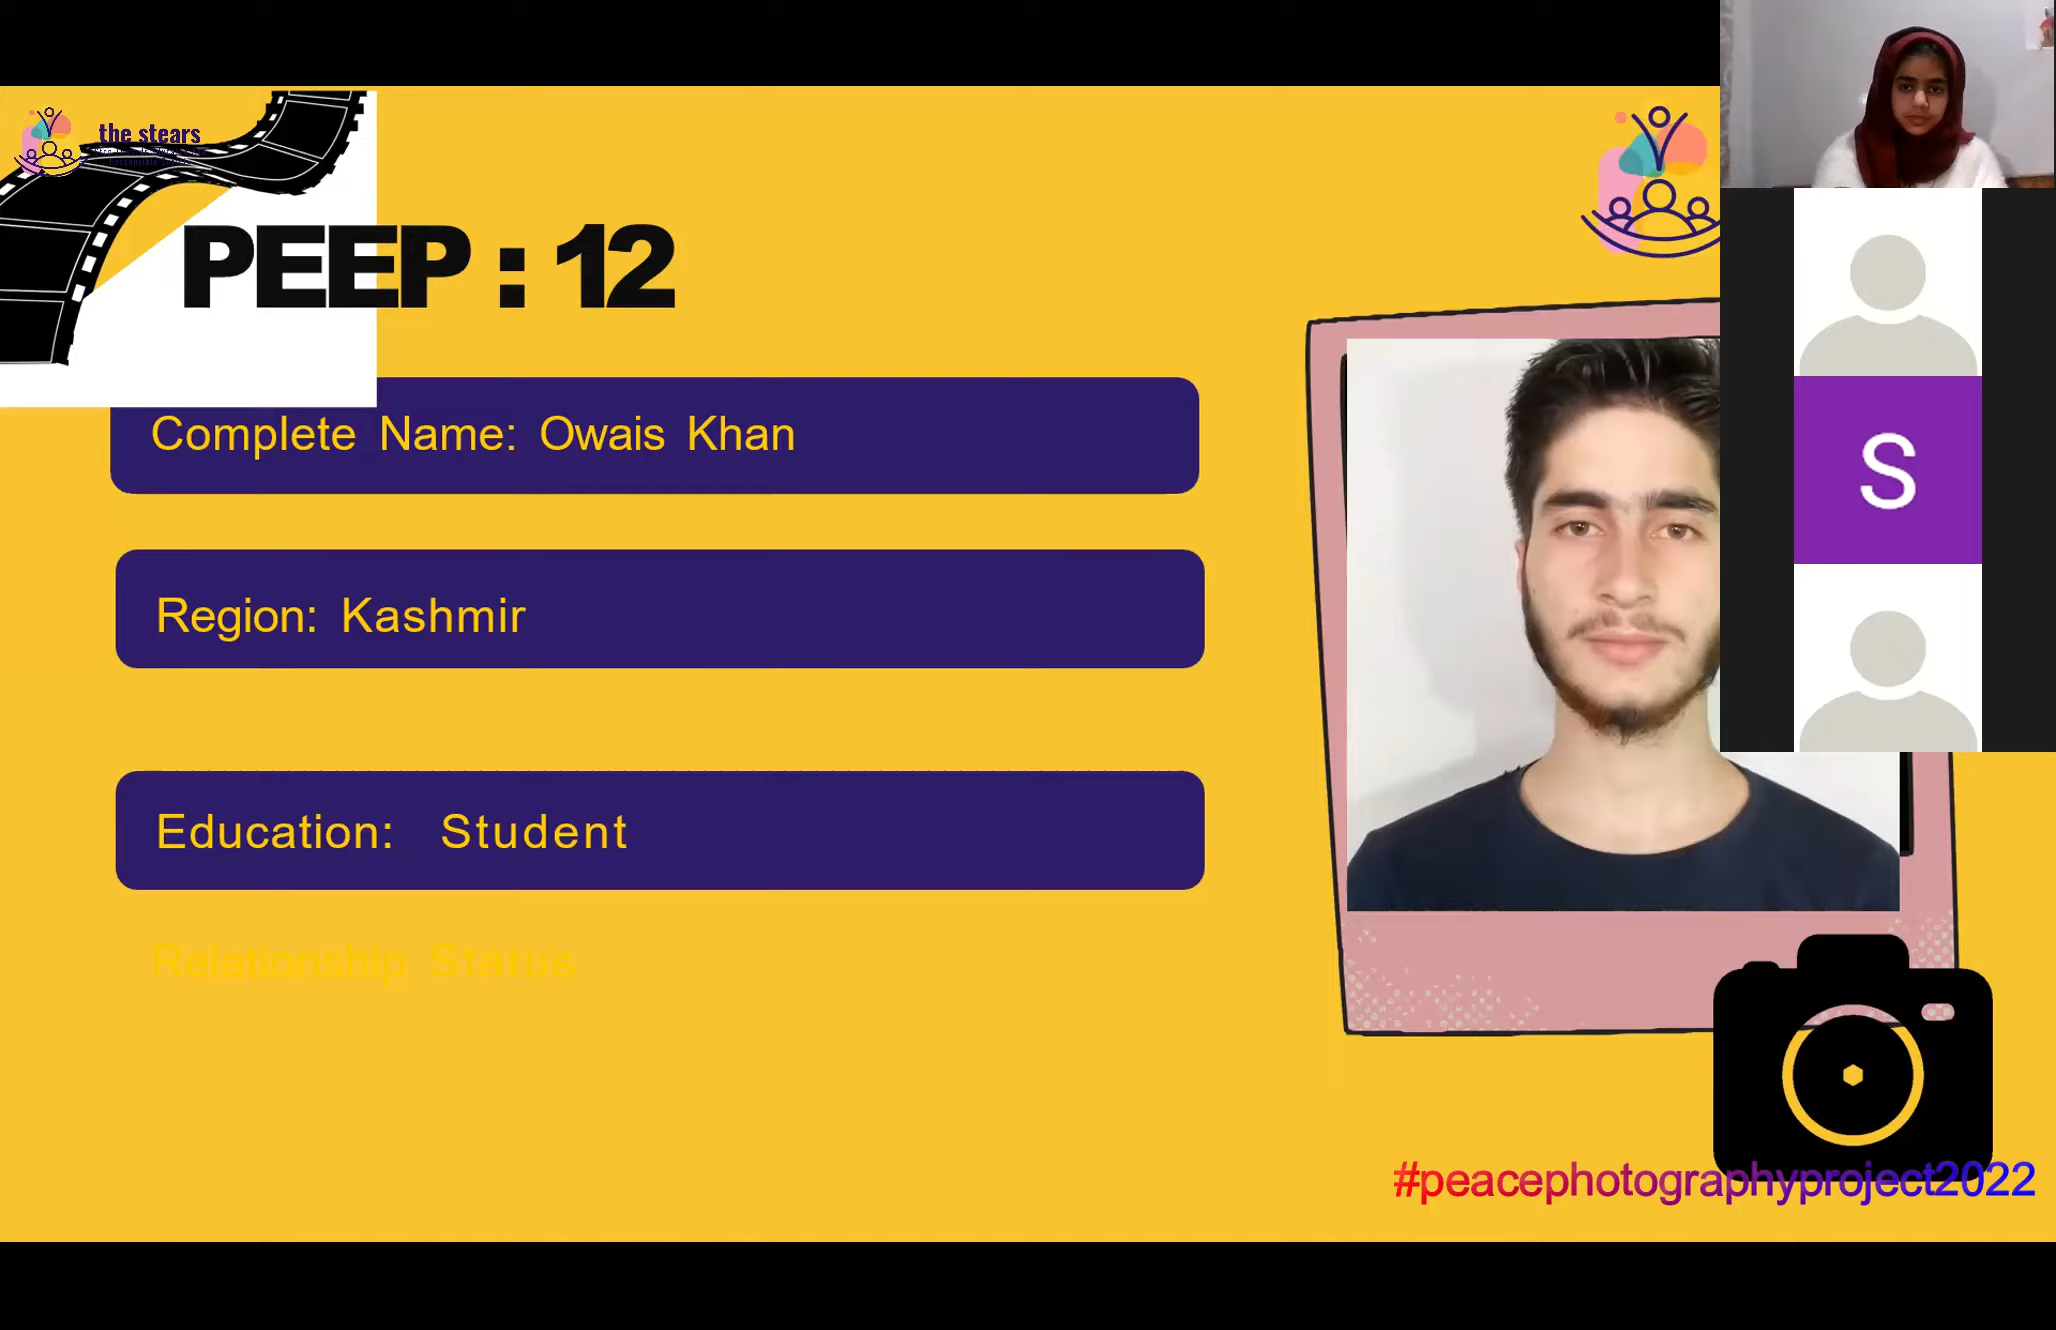 the stears
PEEP : 12
Complete Name: Owais Khan
Region: Kashmir
Education: Student
Relationship Status
S
#peacephotographyproject2022